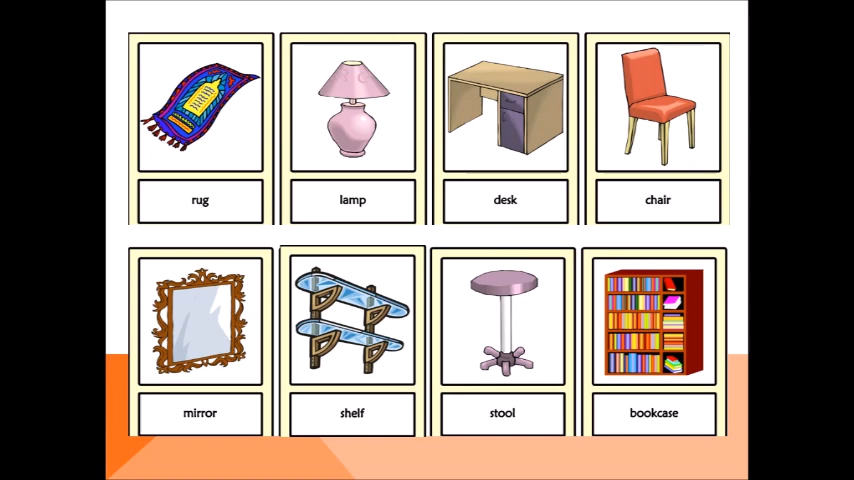 rug
lamp
desk
chair
mirror
shelf
stool
bookcase